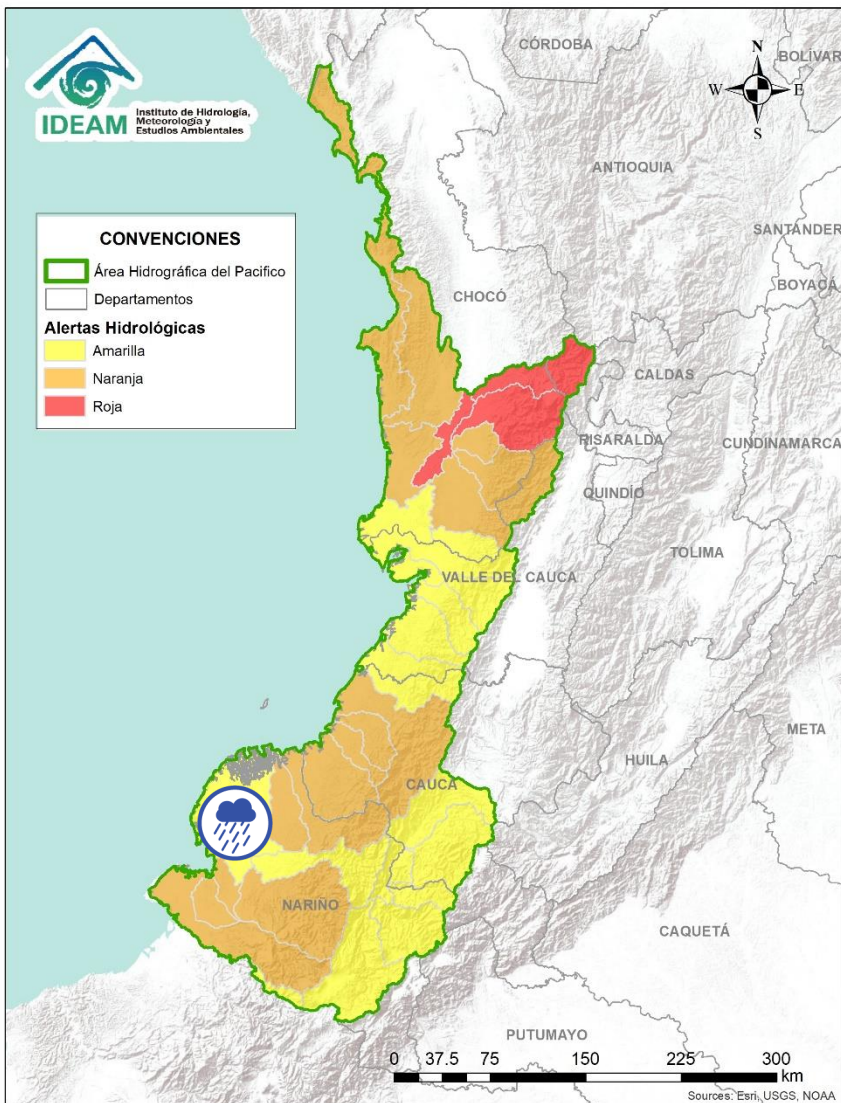 IDEAM
Instituto de Hidrología,
Meteorología y
Estudios Ambientales
CÓRDOBA
BOLÍVAR
N
W
E
S
ANTIOQUIA
SANTANDER
BOYACÁ
CONVENCIONES
Área Hidrográfica del Pacifico
Departamentos
Alertas Hidrológicas
Amarilla
Naranja
Roja
CHOCÓ
CALDAS
RISARALDA
CUNDINAMARCA
QUINDÍO
TOLIMA
VALLE DEL CAUCA
META
HUILA
CAUCA
NARIÑO
CAQUETÁ
PUTUMAYO
0 37.5 75 150 225 300
km
Sources: Esri, USGS, NOAA